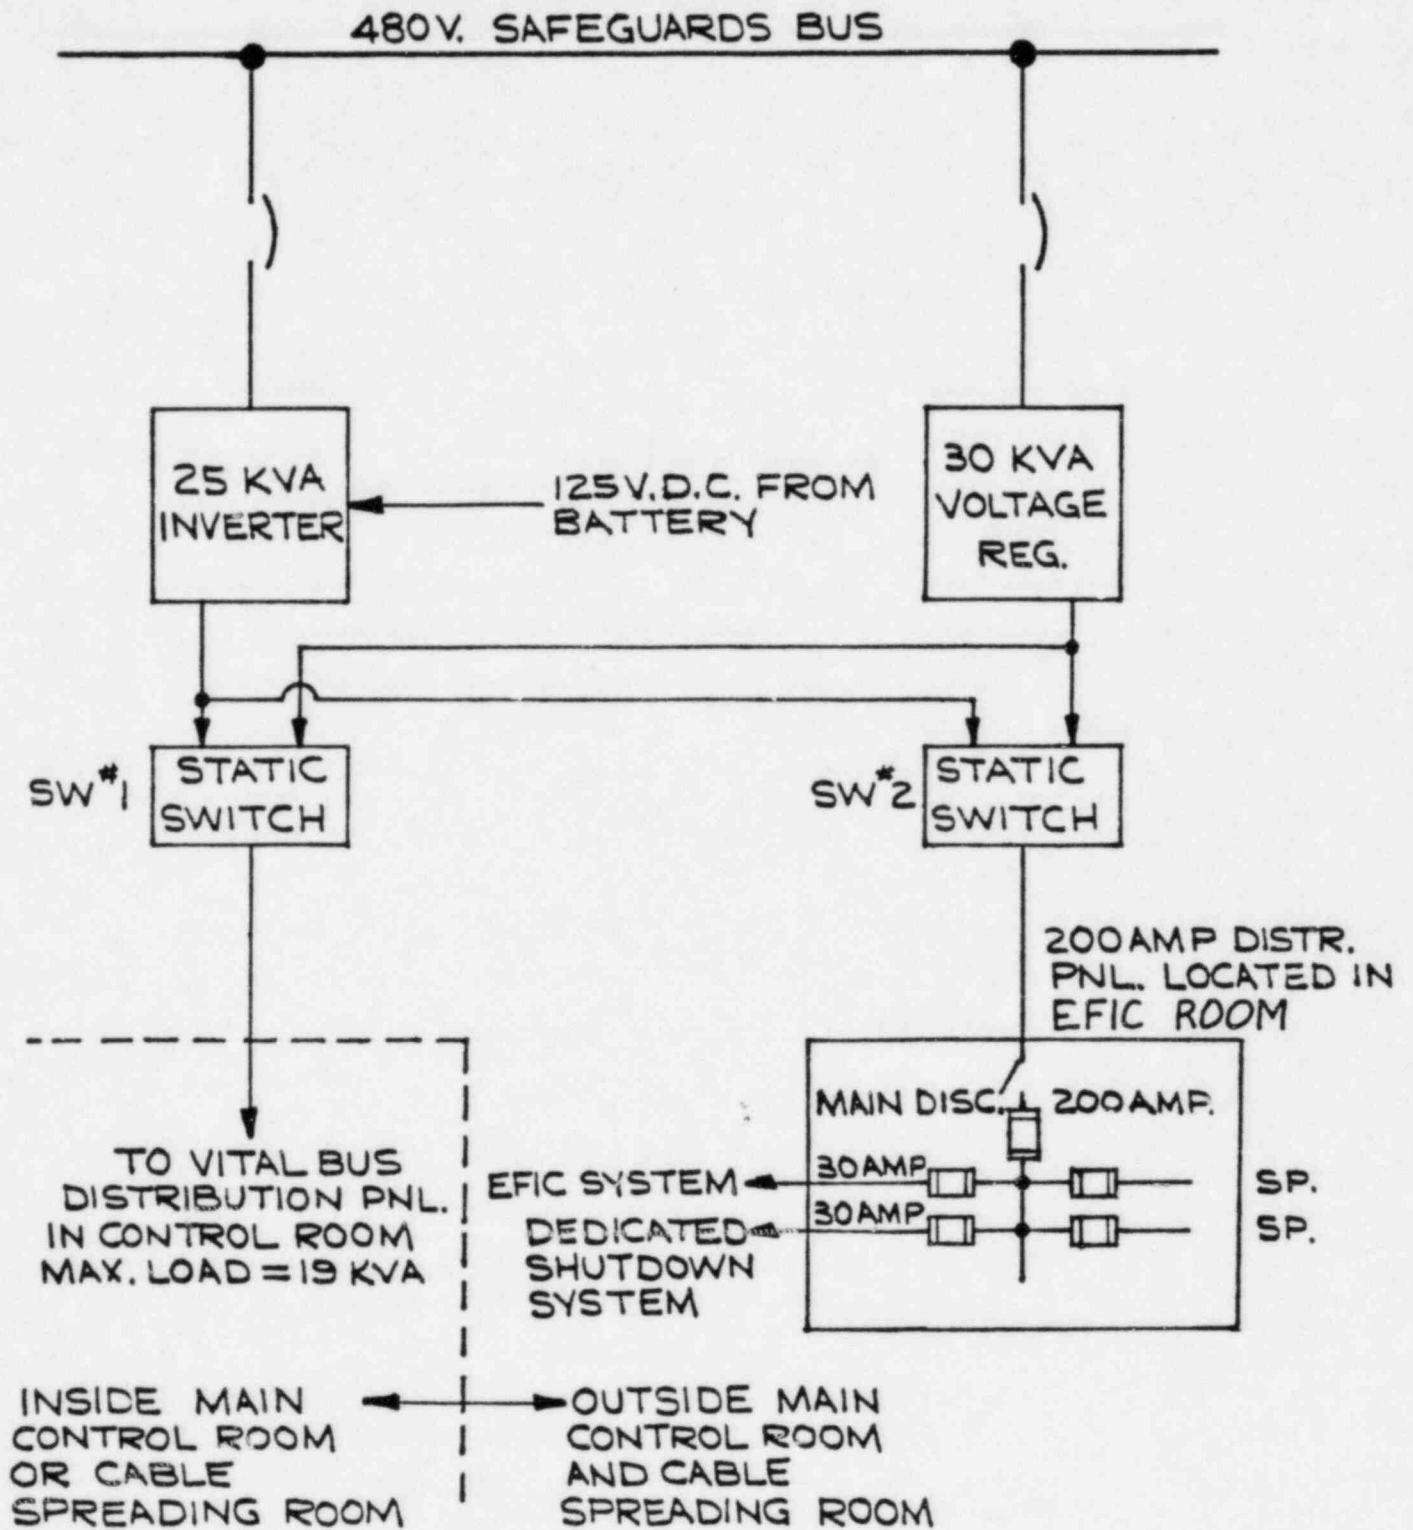 480V. SAFEGUARDS BUS
25 KVA
INVERTER
125V.D.C. FROM
BATTERY
30 KVA
VOLTAGE
REG.
SW#1
STATIC
SWITCH
SW#2
STATIC
SWITCH
200AMP DISTR.
PNL. LOCATED IN
EFIC ROOM
MAIN DISC. 200AMP.
TO VITAL BUS
DISTRIBUTION PNL.
IN CONTROL ROOM
MAX. LOAD = 19 KVA
EFIC SYSTEM
30AMP
SP.
DEDICATED
SHUTDOWN
SYSTEM
30AMP
SP.
INSIDE MAIN
CONTROL ROOM
OR CABLE
SPREADING ROOM
OUTSIDE MAIN
CONTROL ROOM
AND CABLE
SPREADING ROOM